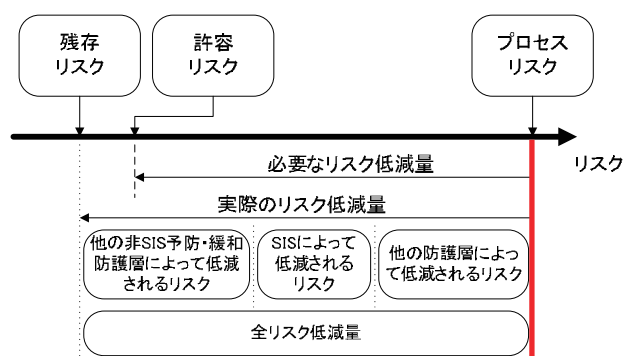 残存
リスク
許容
リスク
プロセス
リスク
リスク
必要なリスク低減量
実際のリスク低減量
他の非SIS予防・緩和
防護層によって低減
されるリスク
SISによって
低減される
リスク
他の防護層によっ
て低減されるリスク
全リスク低減量